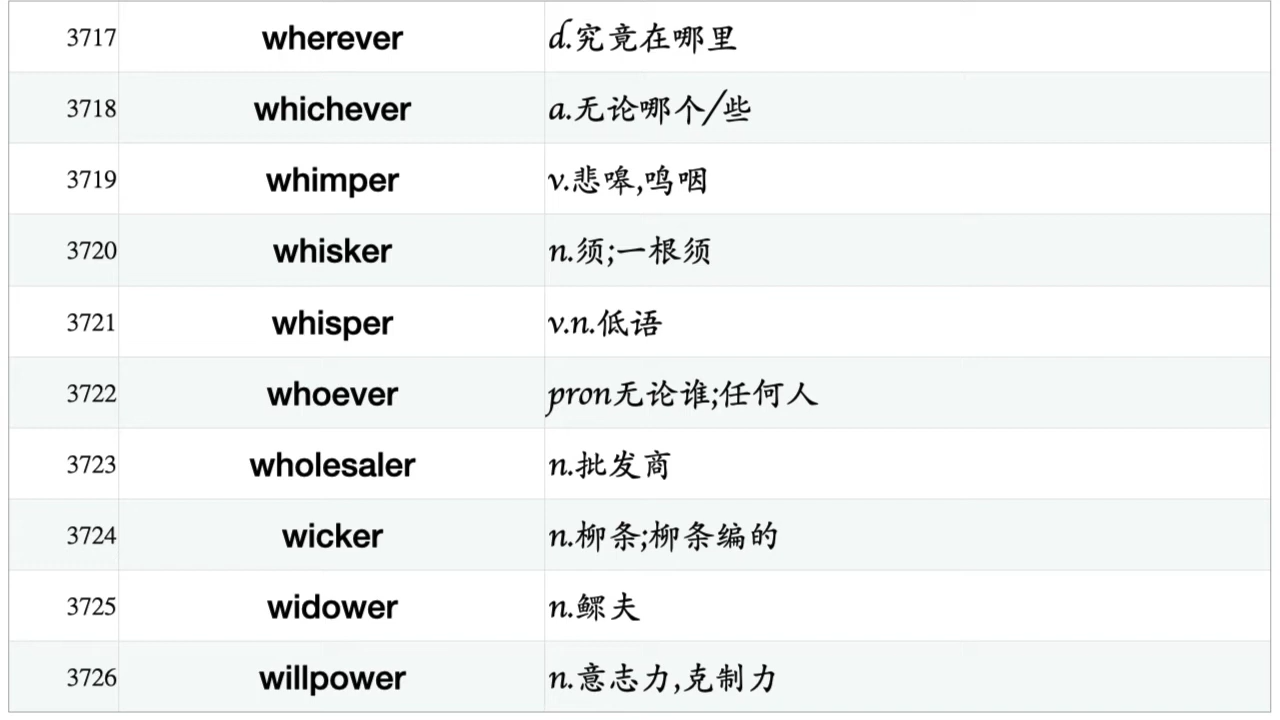 3717 wherever d.究竟在哪里
3718 whichever a.无论哪个/些
3719 whimper v.悲嗥,呜咽
3720 whisker n.须;一根须
3721 whisper v.n.低语
3722 whoever pron无论谁;任何人
3723 wholesaler n.批发商
3724 wicker n.柳条;柳条编的
3725 widower n.鳏夫
3726 willpower n.意志力,克制力